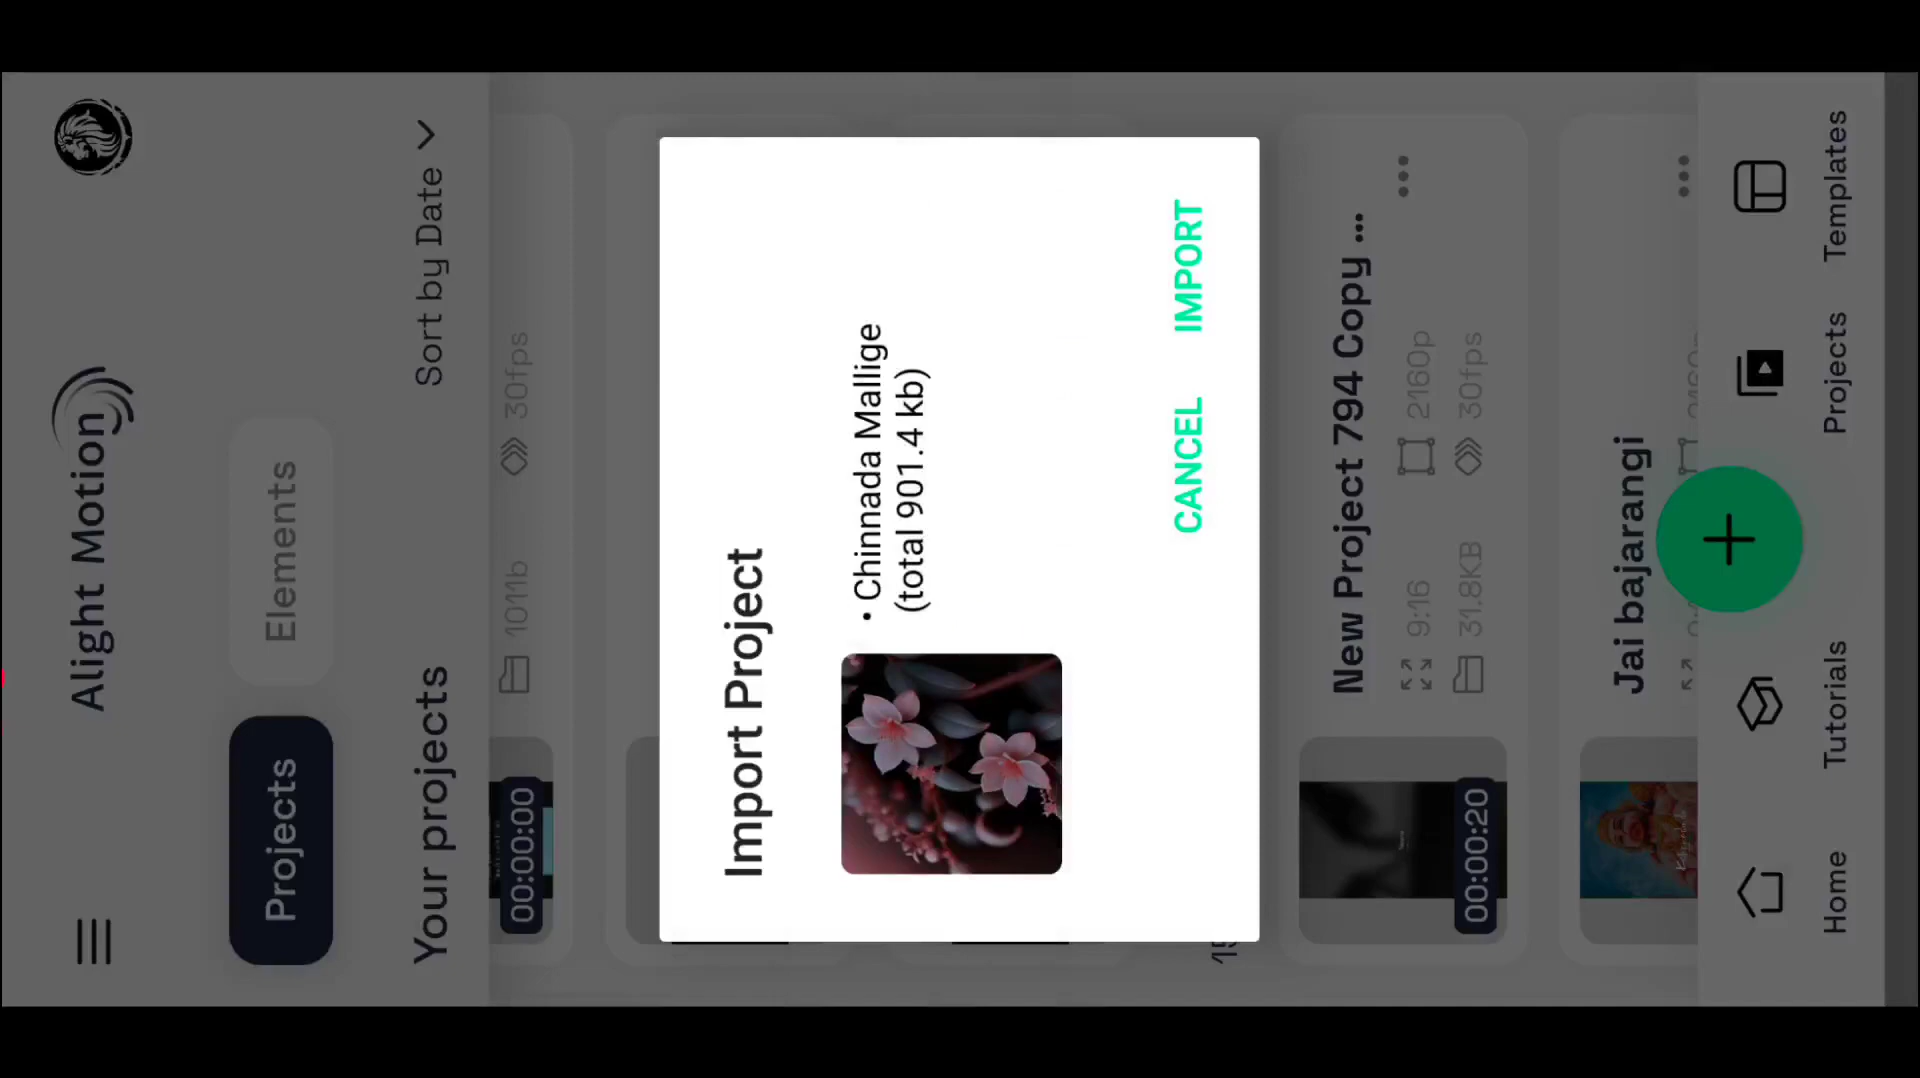 Alight Motion
Projects
Elements
Your projects
Sort by Date
00:00:00
1011b
30fps
Import Project
• Chinnada Mallige
(total 901.4 kb)
CANCEL
IMPORT
New Project 794 Copy ...
9:16
2160p
31.8KB
30fps
00:00:20
Jai bajarangi
Home
Tutorials
Projects
Templates